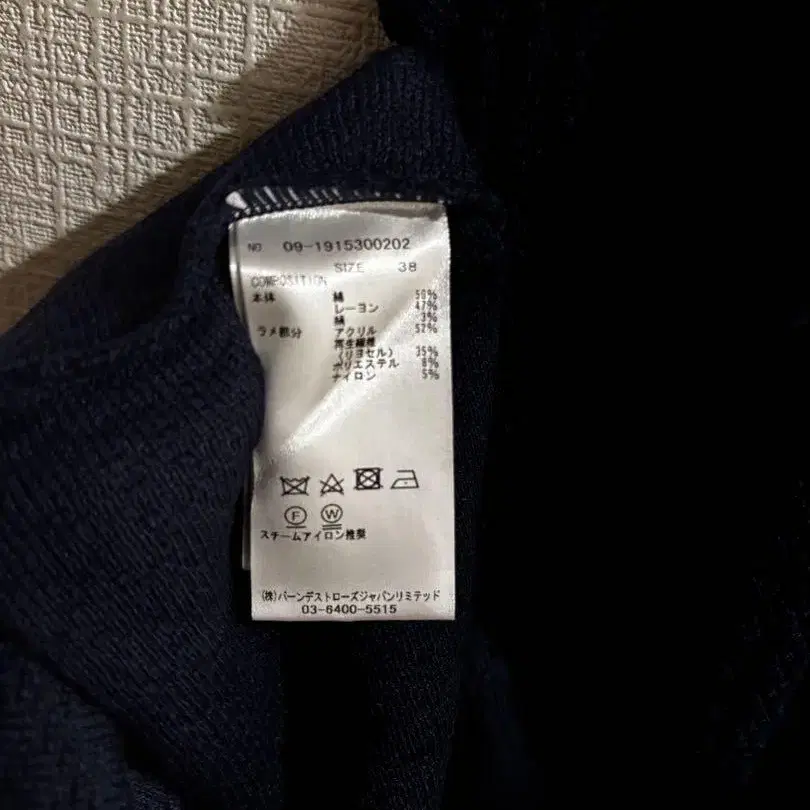 NO 09-1915300202
SIZE 38
COMPOSITION
本体 綿 50%
レーヨン 47%
3%
ラメ部分 アクリル 52%
再生繊維
(リヨセル) 35%
ポリエステル 8%
ナイロン 5%
F W
スチームアイロン推奨
(株)バーンデストローズジャパンリミテッド
03-6400-5515